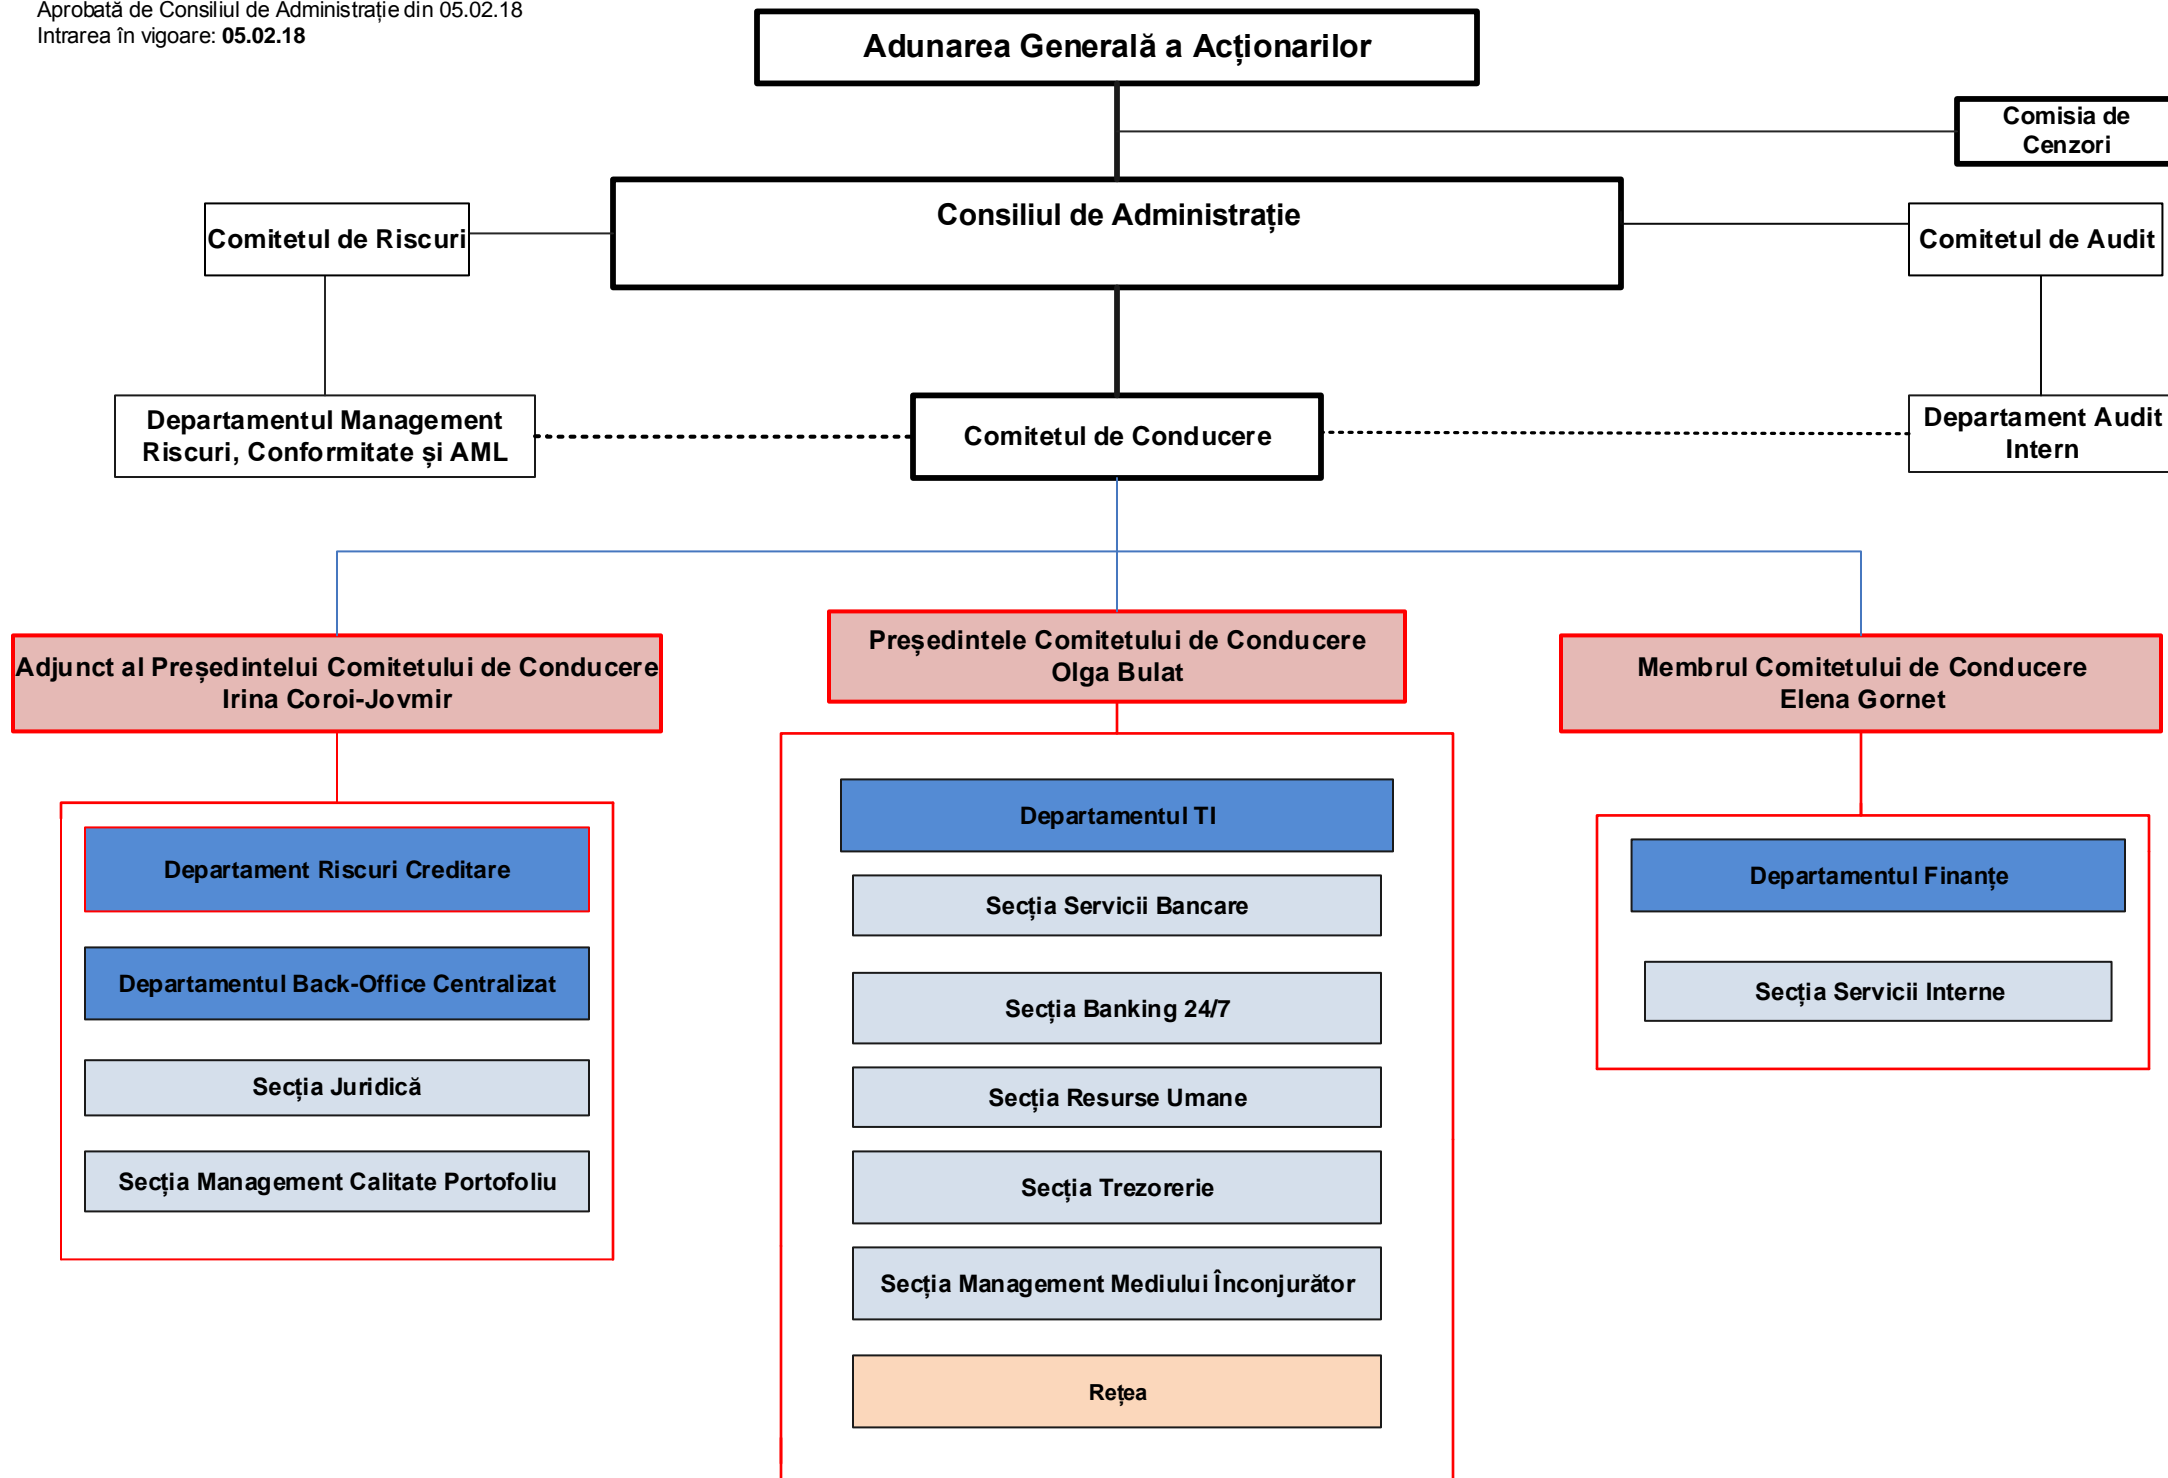 Aprobată de Consiliul de Administrație din 05.02.18
Intrarea în vigoare: 05.02.18
Adunarea Generală a Acționarilor
Comisia de
Cenzori
Consiliul de Administrație
Comitetul de Riscuri
Comitetul de Audit
Departamentul Management
Riscuri, Conformitate și AML
Comitetul de Conducere
Departament Audit
Intern
Adjunct al Președintelui Comitetului de Conducere
Irina Coroi-Jovmir
Președintele Comitetului de Conducere
Olga Bulat
Membrul Comitetului de Conducere
Elena Gornet
Departament Riscuri Creditare
Departamentul Back-Office Centralizat
Secția Juridică
Secția Management Calitate Portofoliu
Departamentul TI
Secția Servicii Bancare
Secția Banking 24/7
Secția Resurse Umane
Secția Trezorerie
Secția Management Mediului Înconjurător
Rețea
Departamentul Finanțe
Secția Servicii Interne